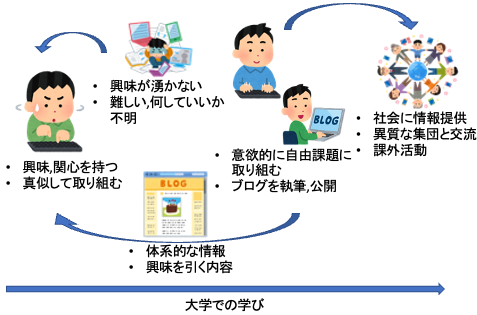 • 興味が湧かない
• 難しい,何していいか
不明
BLOG
• 社会に情報提供
• 異質な集団と交流
• 課外活動
• 興味,関心を持つ
• 真似して取り組む
• 意欲的に自由課題に
取り組む
• ブログを執筆,公開
BLOG
• 体系的な情報
• 興味を引く内容
大学での学び